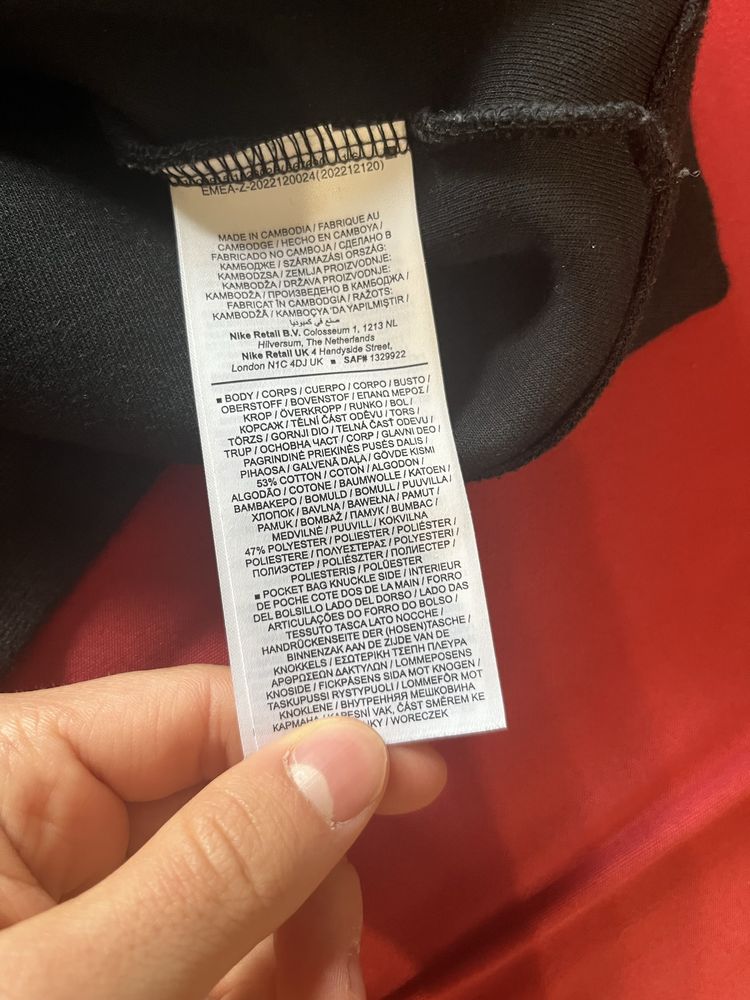 EMEA-Z-2022120024(202212120)
MADE IN CAMBODIA / FABRIQUE AU
CAMBODGE / HECHO EN CAMBOYA /
FABRICADO NO CAMBOJA / СДЕЛАНО В
КАМБОДЖЕ / SZÁRMAZÁSI ORSZÁG:
KAMBODZSA / ZEMLJA PROIZVODNJE:
KAMBODŽA / DRŽAVA PROIZVODNJE:
KAMBODŽA / ПРОИЗВЕДЕНО В КАМБОДЖА /
FABRICAT ÎN CAMBODGIA / RAŽOTS:
KAMBODŽĀ / KAMBOÇYA 'DA YAPILMIŞTIR /
صنع في كمبوديا
Nike Retail B.V. Colosseum 1, 1213 NL
Hilversum, The Netherlands
Nike Retail UK 4 Handyside Street,
London N1C 4DJ UK ■ SAF# 1329922
■ BODY / CORPS / CUERPO / CORPO / BUSTO /
OBERSTOFF / BOVENSTOF / ΕΠΑΝΩ ΜΕΡΟΣ /
KROP / ÖVERKROPP / RUNKO / BOL /
КОРСАЖ / TĚLNÍ ČÁST ODĚVU / TORS /
TÖRZS / GORNJI DIO / TELNÁ ČASŤ ODEVU /
TRUP / ОСНОВНА ЧАСТ / CORP / GLAVNI DEO /
PAGRINDINĖ PRIEKINĖS PUSĖS DALIS /
PIHAOSA / GALVENĀ DAĻA / GÖVDE KISMI
53% COTTON / COTON / ALGODON /
ALGODÃO / COTONE / BAUMWOLLE / KATOEN /
ΒΑΜΒΑΚΕΡΟ / BOMULD / BOMULL / PUUVILLA /
ХЛОПОК / BAVLNA / BAWEŁNA / PAMUT /
PAMUK / BOMBAŽ / ПАМУК / BUMBAC /
MEDVILNĖ / PUUVILL / KOKVILNA
47% POLYESTER / POLIESTER / POLIÉSTER /
POLIESTERE / ΠΟΛΥΕΣΤΕΡΑΣ / POLYESTERI /
ПОЛИЭСТЕР / POLIÉSZTER / ПОЛИЕСТЕР /
POLIESTERIS / POLÜESTER
■ POCKET BAG KNUCKLE SIDE / INTERIEUR
DE POCHE COTE DOS DE LA MAIN / FORRO
DEL BOLSILLO LADO DEL DORSO / LADO DAS
ARTICULAÇÕES DO FORRO DO BOLSO /
TESSUTO TASCA LATO NOCCHE /
HANDRÜCKENSEITE DER (HOSEN)TASCHE /
BINNENZAK AAN DE ZIJDE VAN DE
KNOKKELS / ΕΣΩΤΕΡΙΚΗ ΤΣΕΠΗ ΠΛΕΥΡΑ
ΑΡΘΡΩΣΕΩΝ ΔΑΚΤΥΛΩΝ / LOMMEPOSENS
KNOSIDE / FICKPÅSENS SIDA MOT KNOGEN /
TASKUPUSSI RYSTYPUOLI / LOMMEFÔR MOT
KNOKLENE / ВНУТРЕННЯЯ МЕШКОВИНА
КАРМАНА / KAPESNÍ VAK, ČÁST SMĚREM KE
/ WORECZEK